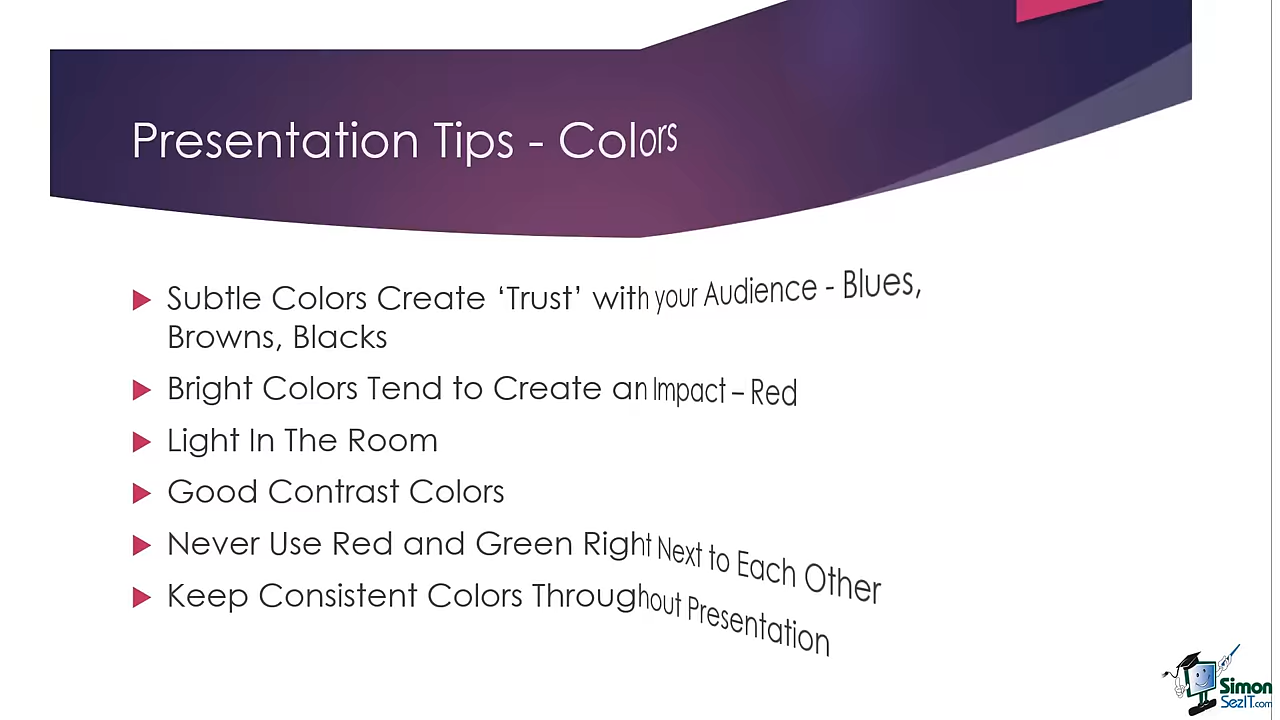 Presentation Tips - Colors
Subtle Colors Create ‘Trust’ with your Audience - Blues,
Browns, Blacks
Bright Colors Tend to Create an Impact – Red
Light In The Room
Good Contrast Colors
Never Use Red and Green Right Next to Each Other
Keep Consistent Colors Throughout Presentation
Simon
SezIT.com